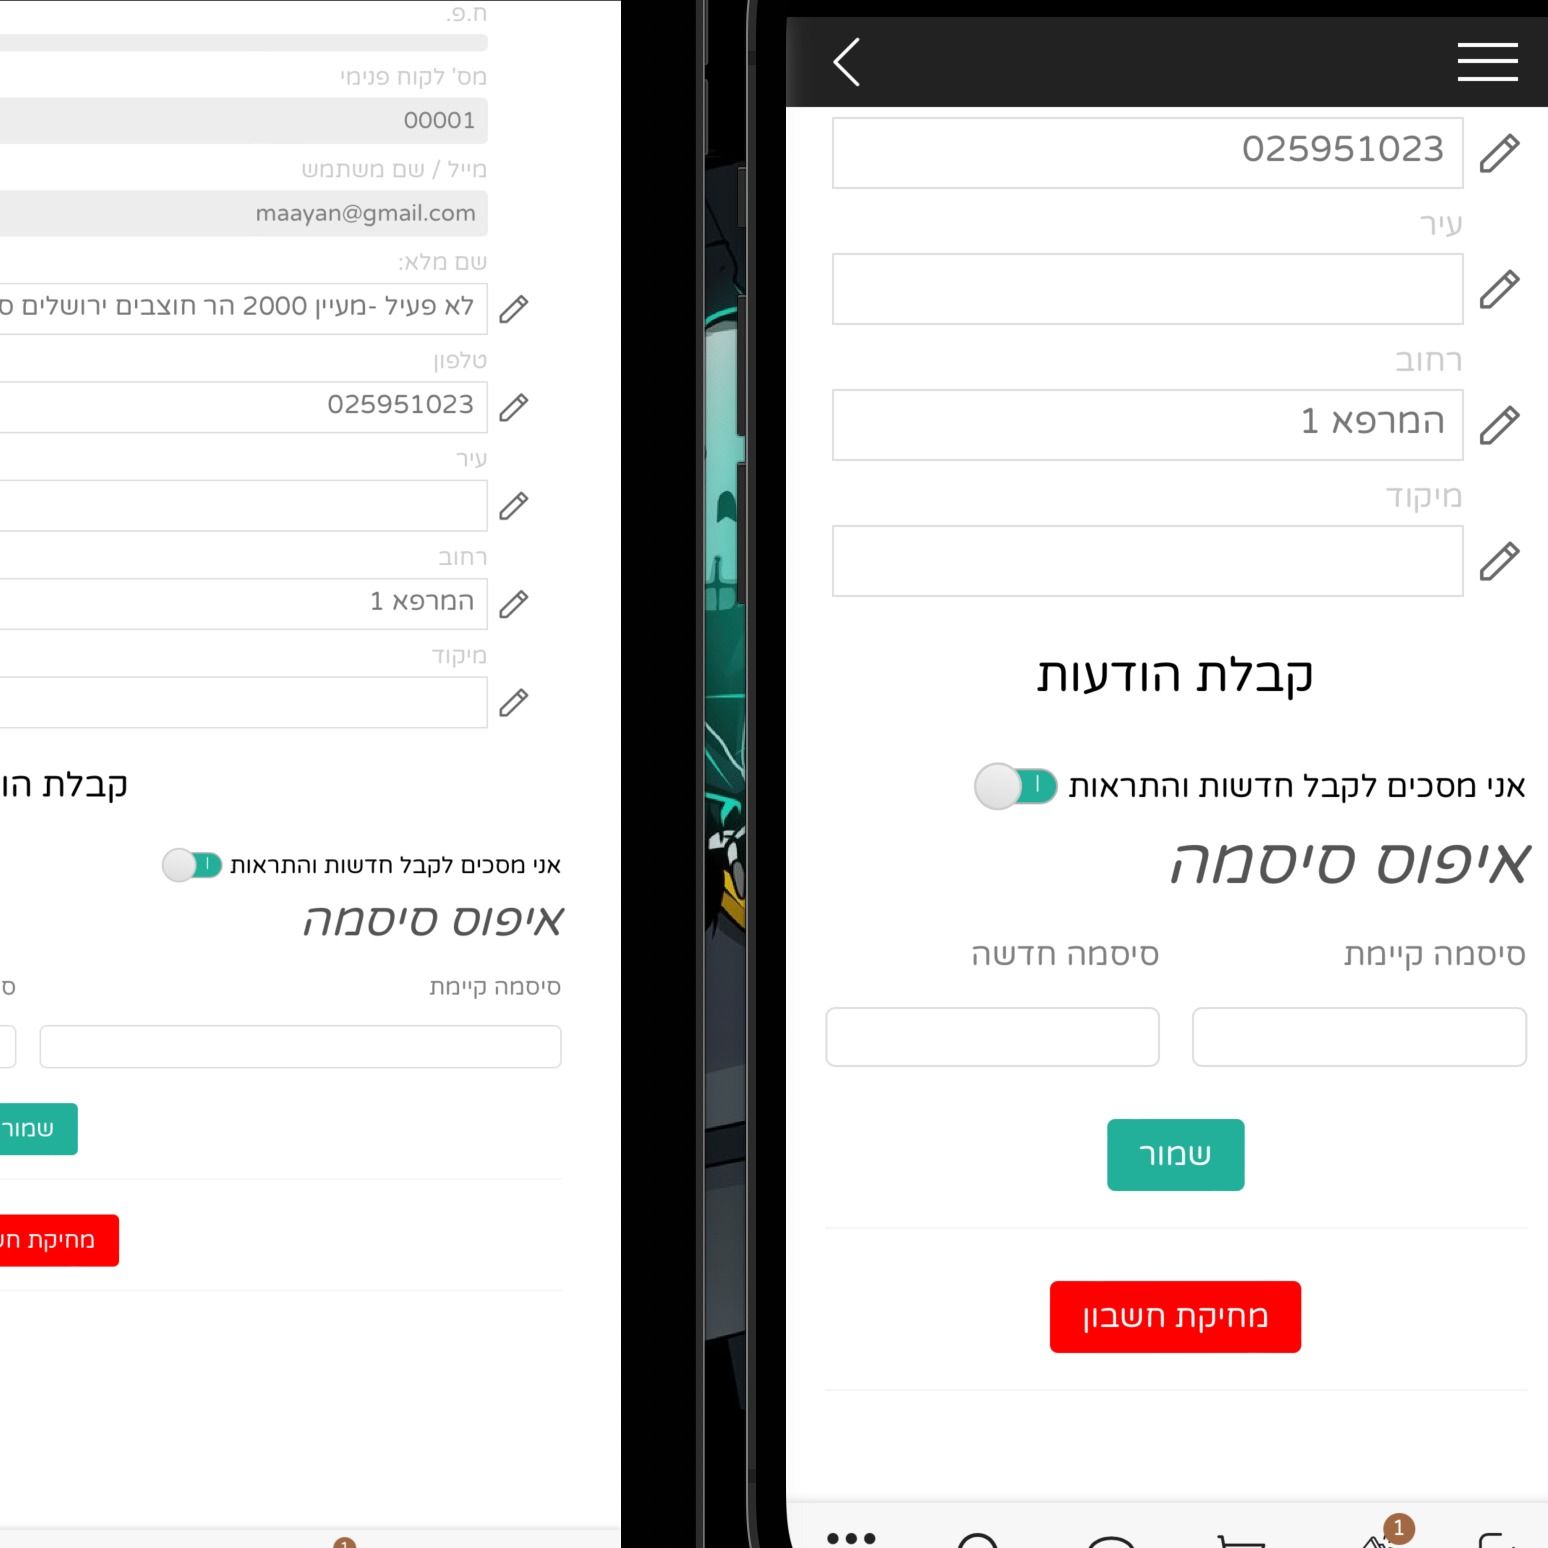 ח.פ.
מס' לקוח פנימי
00001
מייל / שם משתמש
maayan@gmail.com
שם מלא:
לא פעיל -מעיין 2000 הר חוצבים ירושלים
טלפון
025951023
עיר
רחוב
המרפא 1
מיקוד
קבלת
אני מסכים לקבל חדשות והתראות
איפוס סיסמה
סיסמה קיימת
שמור
מחיקת
1
025951023
עיר
רחוב
המרפא 1
מיקוד
קבלת הודעות
אני מסכים לקבל חדשות והתראות
איפוס סיסמה
סיסמה קיימת סיסמה חדשה
שמור
מחיקת חשבון
1